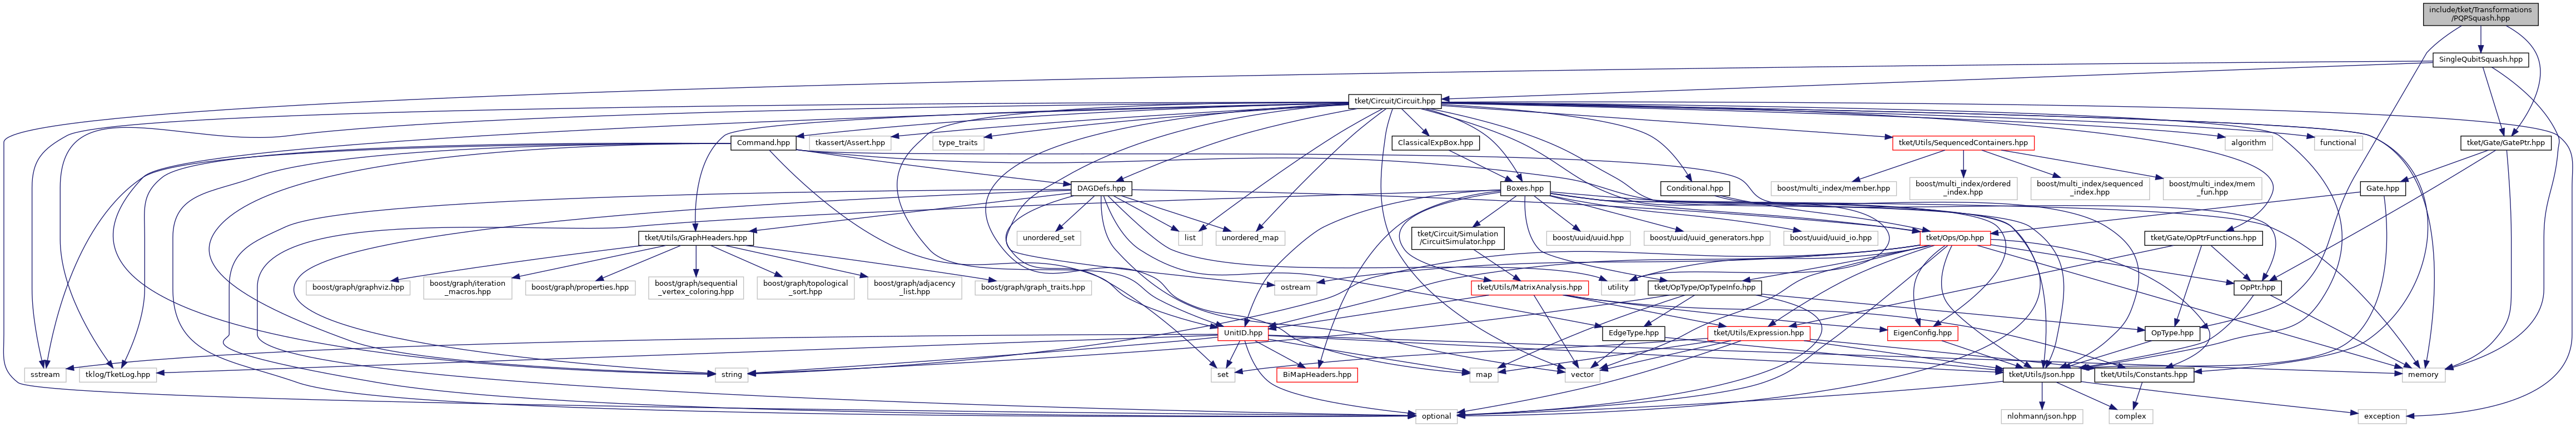 include/tket/Transformations
/PQPSquash.hpp
SingleQubitSquash.hpp
tket/Circuit/Circuit.hpp
Command.hpp
tkassert/Assert.hpp
type_traits
ClassicalExpBox.hpp
tket/Utils/SequencedContainers.hpp
algorithm
functional
tket/Gate/GatePtr.hpp
DAGDefs.hpp
Boxes.hpp
Conditional.hpp
boost/multi_index/member.hpp
boost/multi_index/ordered
_index.hpp
boost/multi_index/sequenced
_index.hpp
boost/multi_index/mem
_fun.hpp
Gate.hpp
tket/Utils/GraphHeaders.hpp
unordered_set
list
unordered_map
tket/Circuit/Simulation
/CircuitSimulator.hpp
boost/uuid/uuid.hpp
boost/uuid/uuid_generators.hpp
boost/uuid/uuid_io.hpp
tket/Ops/Op.hpp
tket/Gate/OpPtrFunctions.hpp
boost/graph/graphviz.hpp
boost/graph/iteration
_macros.hpp
boost/graph/properties.hpp
boost/graph/sequential
_vertex_coloring.hpp
boost/graph/topological
_sort.hpp
boost/graph/adjacency
_list.hpp
boost/graph/graph_traits.hpp
ostream
tket/Utils/MatrixAnalysis.hpp
utility
tket/OpType/OpTypeInfo.hpp
OpPtr.hpp
UnitID.hpp
EdgeType.hpp
tket/Utils/Expression.hpp
EigenConfig.hpp
OpType.hpp
sstream
tklog/TketLog.hpp
string
set
BiMapHeaders.hpp
map
vector
tket/Utils/Json.hpp
tket/Utils/Constants.hpp
memory
optional
nlohmann/json.hpp
complex
exception